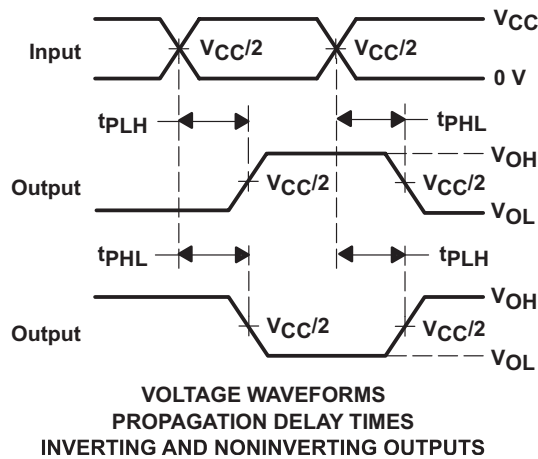 VCC
Input VCC/2 VCC/2
0 V
tPLH tPHL
VOH
Output VCC/2 VCC/2
VOL
tPHL tPLH
VOH
Output VCC/2 VCC/2
VOL
VOLTAGE WAVEFORMS
PROPAGATION DELAY TIMES
INVERTING AND NONINVERTING OUTPUTS